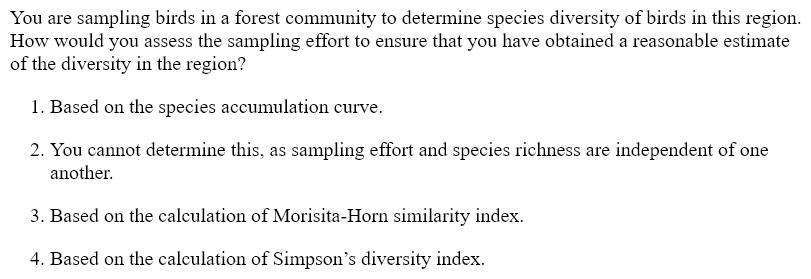 You are sampling birds in a forest community to determine species diversity of birds in this region.
How would you assess the sampling effort to ensure that you have obtained a reasonable estimate
of the diversity in the region?
1. Based on the species accumulation curve.
2. You cannot determine this, as sampling effort and species richness are independent of one
another.
3. Based on the calculation of Morisita-Horn similarity index.
4. Based on the calculation of Simpson’s diversity index.